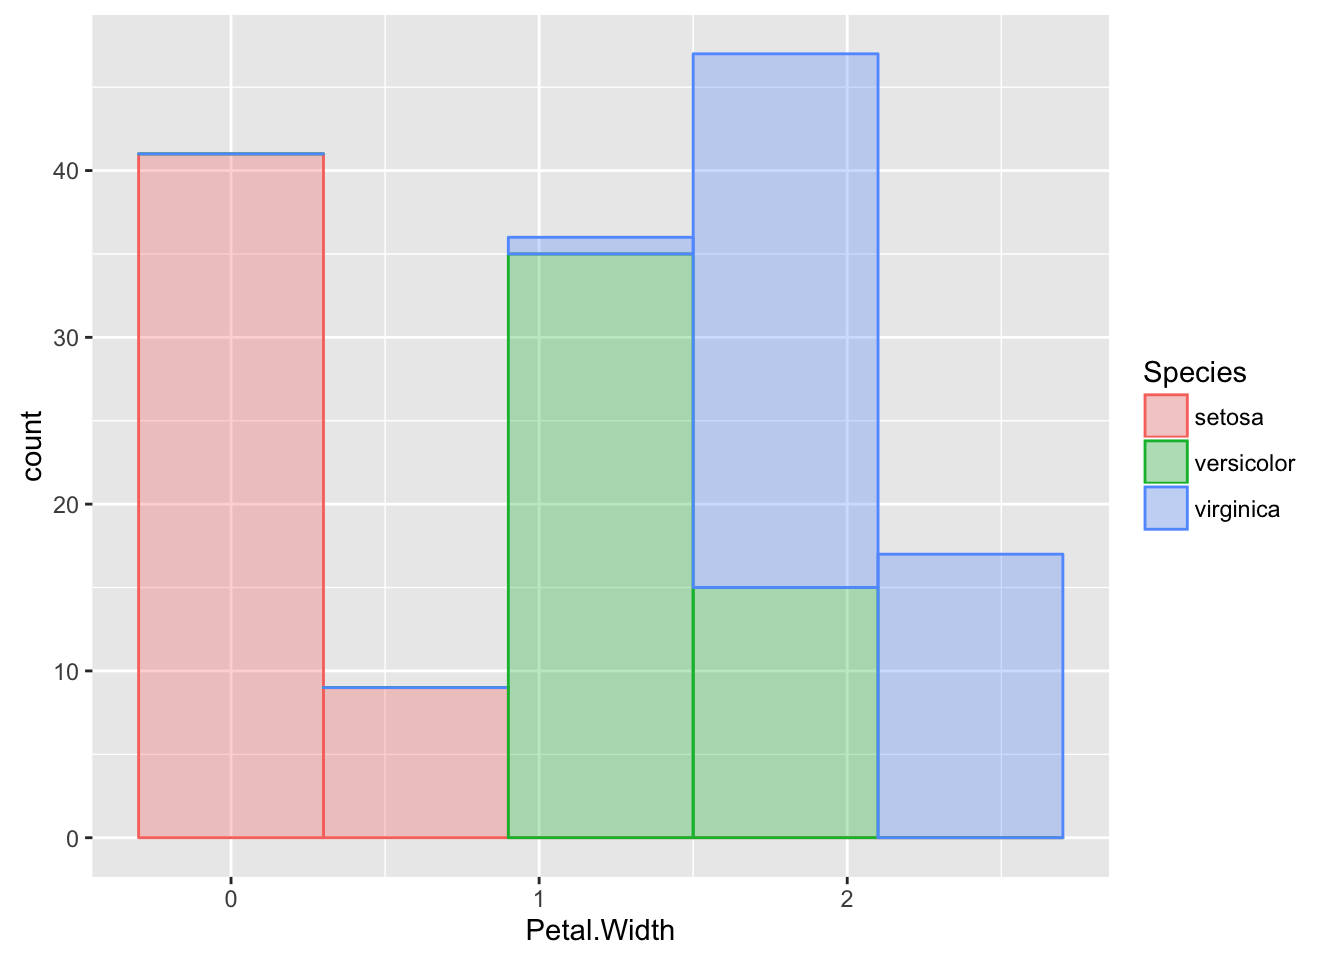 40
30
20
10
0
count
0 1 2
Petal.Width
Species
setosa
versicolor
virginica